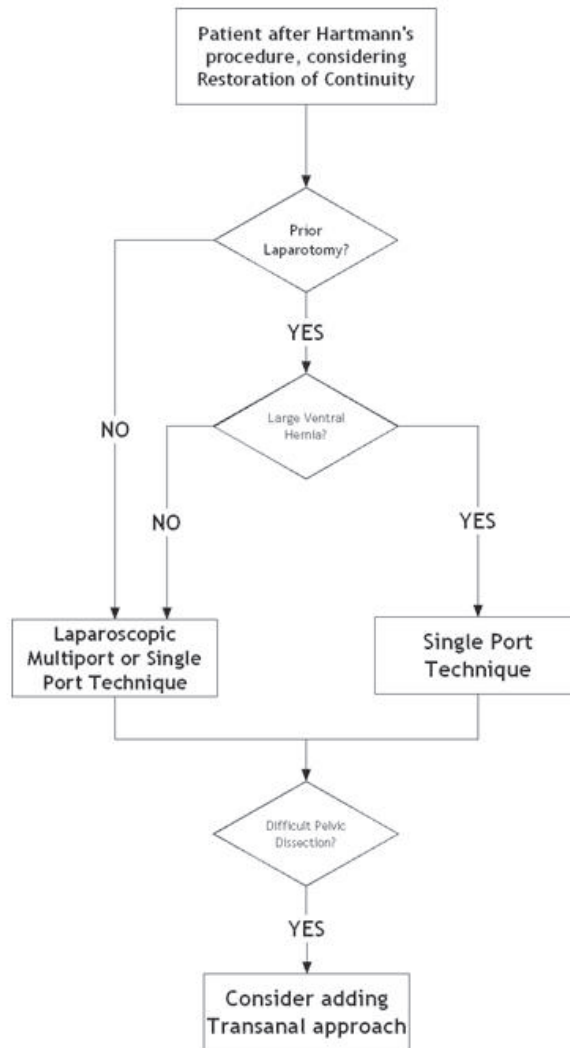 Patient after Hartmann's
procedure, considering
Restoration of Continuity
Prior
Laparotomy?
YES
Large Ventral
Hernia?
NO
NO
YES
Laparoscopic
Multiport or Single
Port Technique
Single Port
Technique
Difficult Pelvic
Dissection?
YES
Consider adding
Transanal approach